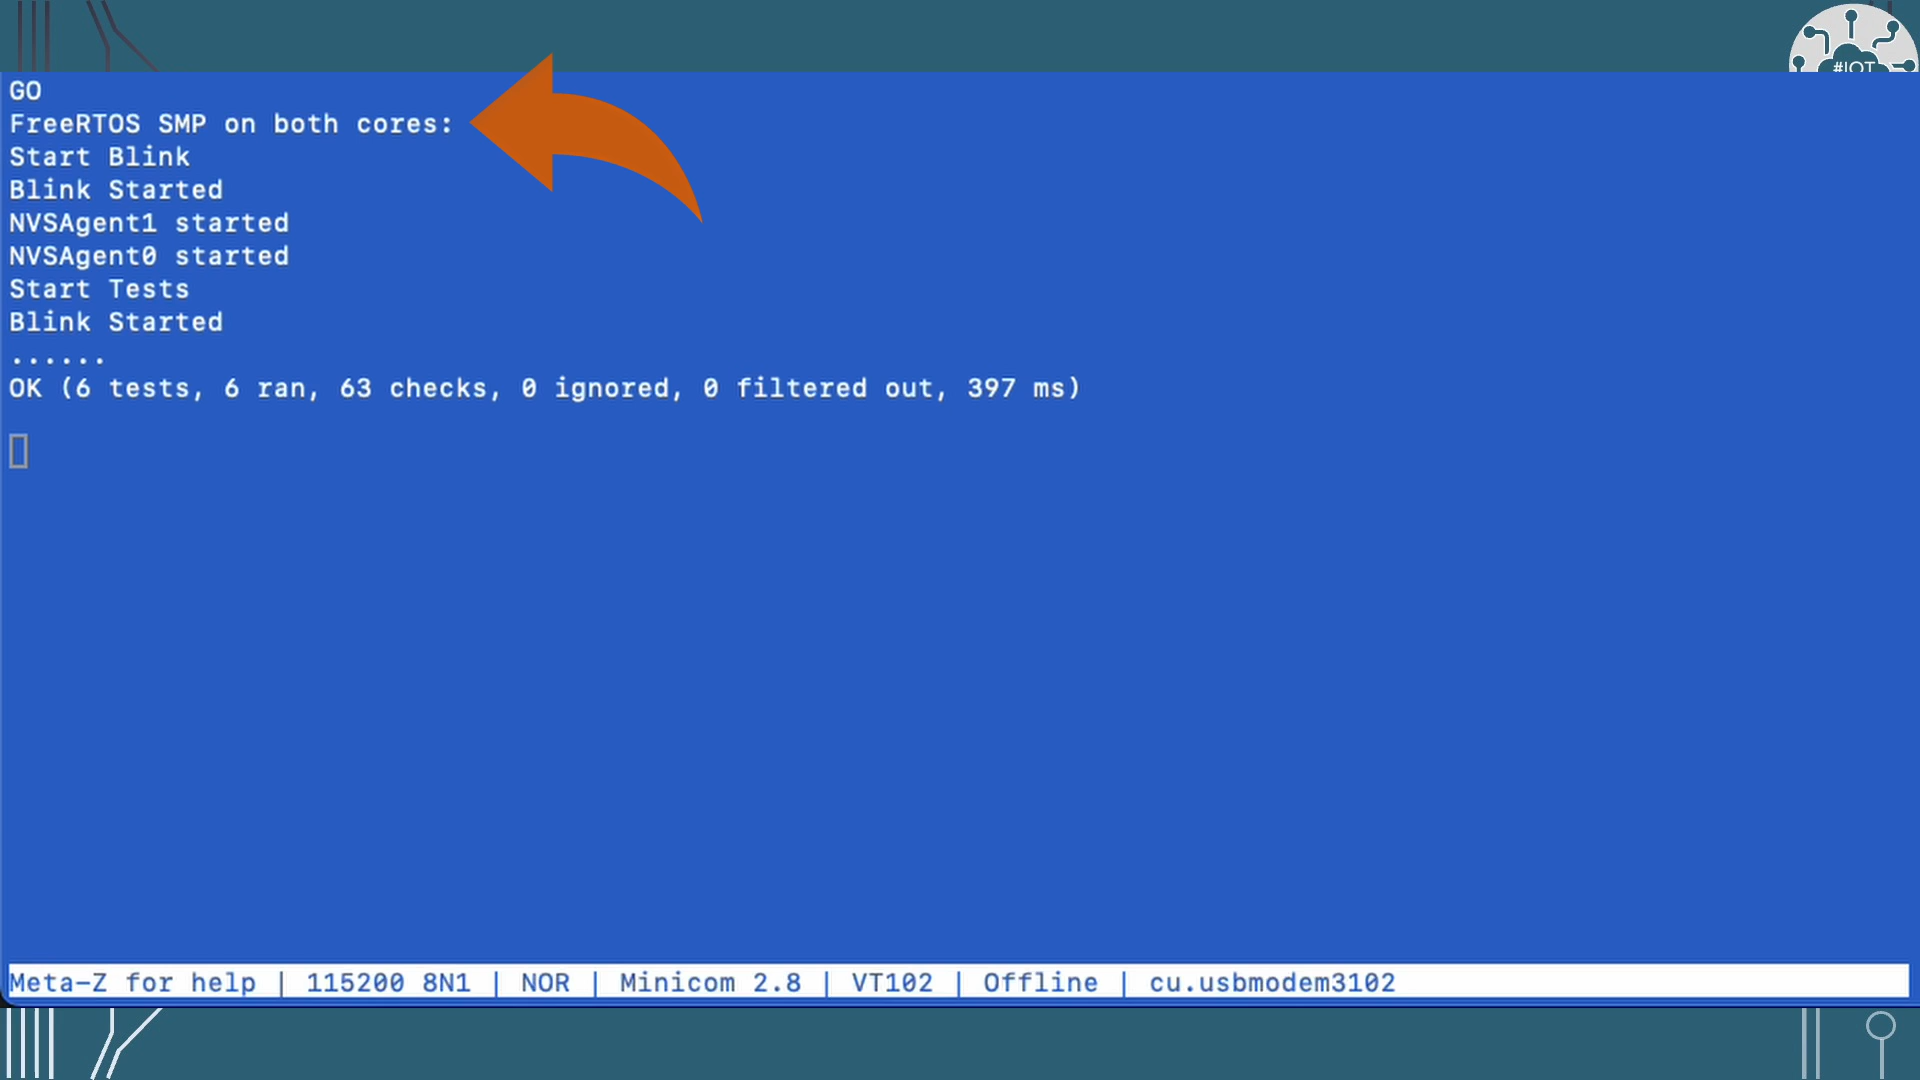 #IOT
GO
FreeRTOS SMP on both cores:
Start Blink
Blink Started
NVSAgent1 started
NVSAgent0 started
Start Tests
Blink Started
......
OK (6 tests, 6 ran, 63 checks, 0 ignored, 0 filtered out, 397 ms)
Meta-Z for help | 115200 8N1 | NOR | Minicom 2.8 | VT102 | Offline | cu.usbmodem3102